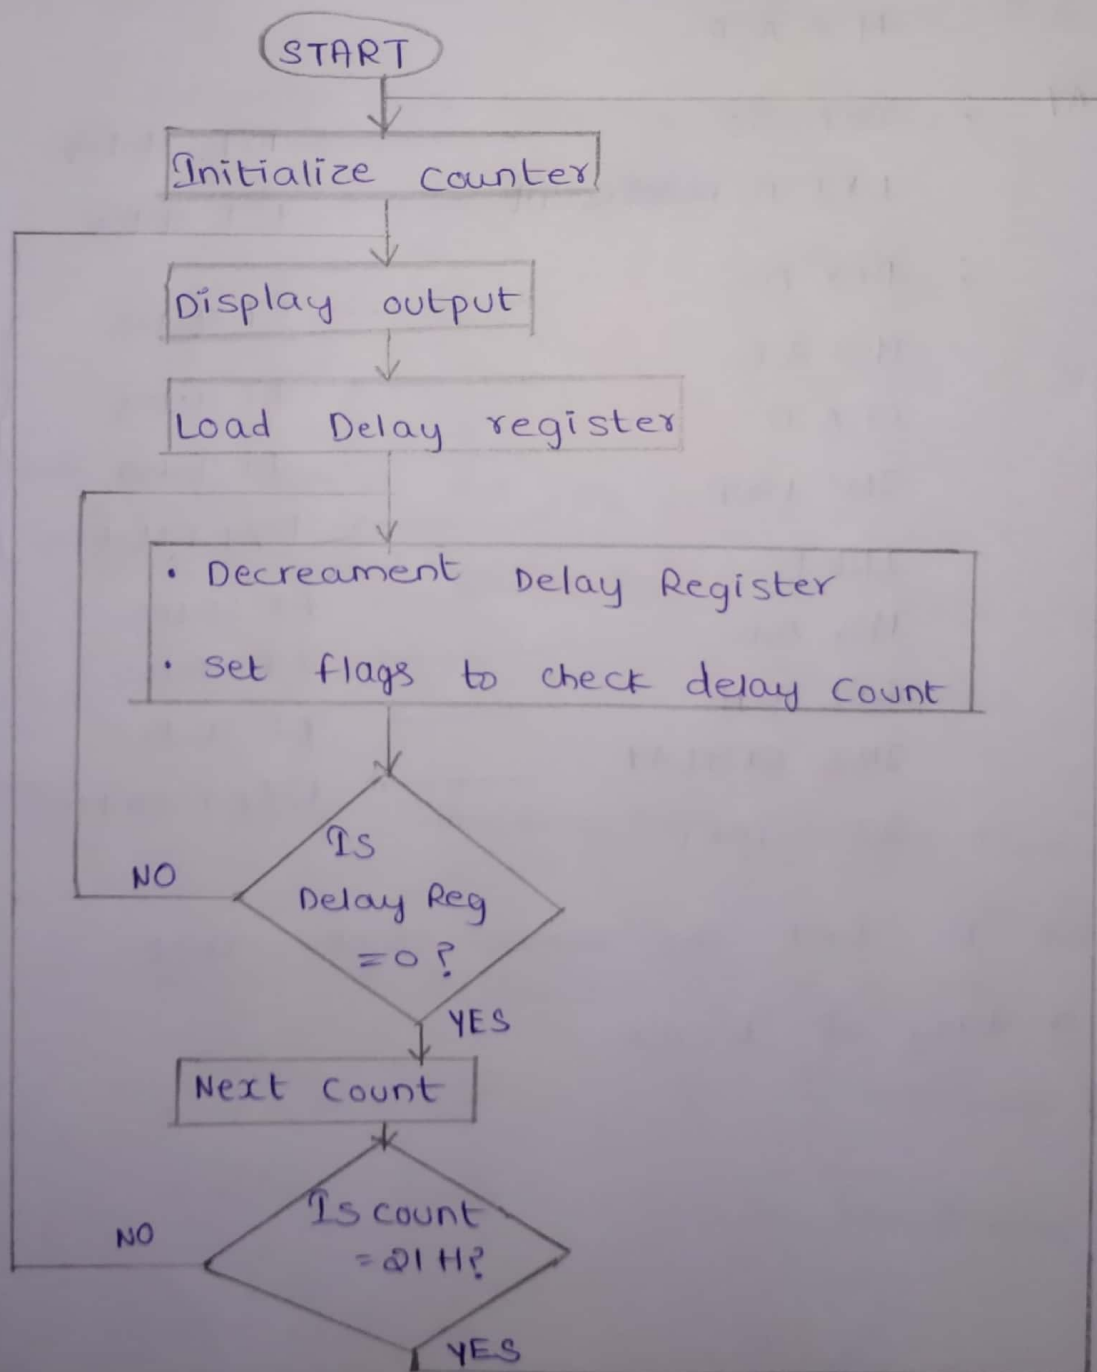 START
Initialize counter
Display output
Load Delay register
• Decreament Delay Register
• set flags to check delay count
Is
Delay Reg
=0?
NO
YES
Next Count
Is count
=21H?
NO
YES